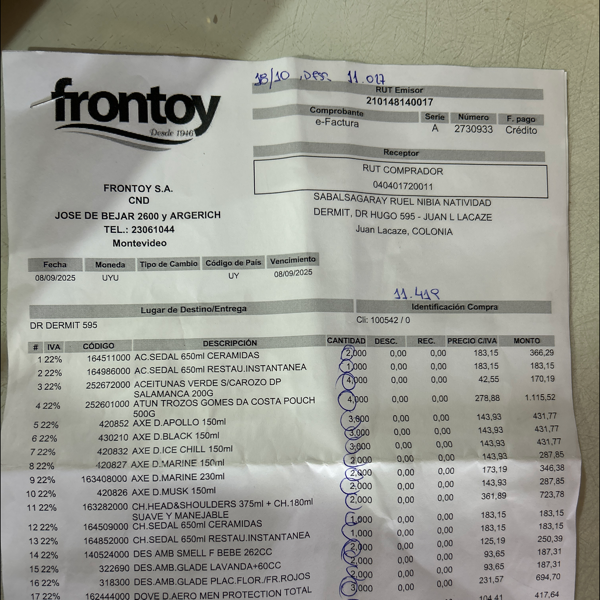 18/10
11.017
frontoy
Desde 1946
RUT Emisor
210148140017
Comprobante Serie Número F. pago
e-Factura A 2730933 Crédito
Receptor
RUT COMPRADOR
040401720011
FRONTOY S.A.
CND
JOSE DE BEJAR 2600 y ARGERICH
TEL.: 23061044
Montevideo
SABALSAGARAY RUEL NIBIA NATIVIDAD
DERMIT, DR HUGO 595 - JUAN L LACAZE
Juan Lacaze, COLONIA
Fecha Moneda Tipo de Cambio Código de País Vencimiento
08/09/2025 UYU UY 08/09/2025
11.419
Lugar de Destino/Entrega Identificación Compra
DR DERMIT 595 Cli: 100542 / 0
# IVA CÓDIGO DESCRIPCIÓN CANTIDAD DESC. REC. PRECIO C/IVA MONTO
1 22% 164511000 AC.SEDAL 650ml CERAMIDAS 2,000 0,00 0,00 183,15 366,29
2 22% 164986000 AC.SEDAL 650ml RESTAU.INSTANTANEA 1,000 0,00 0,00 183,15 183,15
3 22% 252672000 ACEITUNAS VERDE S/CAROZO DP SALAMANCA 200G 4,000 0,00 0,00 42,55 170,19
4 22% 252601000 ATUN TROZOS GOMES DA COSTA POUCH 500G 4,000 0,00 0,00 278,88 1.115,52
5 22% 420852 AXE D.APOLLO 150ml 3,000 0,00 0,00 143,93 431,77
6 22% 430210 AXE D.BLACK 150ml 3,000 0,00 0,00 143,93 431,77
7 22% 420832 AXE D.ICE CHILL 150ml 3,000 0,00 0,00 143,93 431,77
8 22% 420827 AXE D.MARINE 150ml 2,000 0,00 0,00 143,93 287,85
9 22% 163408000 AXE D.MARINE 230ml 2,000 0,00 0,00 173,19 346,38
10 22% 420826 AXE D.MUSK 150ml 2,000 0,00 0,00 143,93 287,85
11 22% 163282000 CH.HEAD&SHOULDERS 375ml + CH.180ml SUAVE Y MANEJABLE 2,000 0,00 0,00 361,89 723,78
12 22% 164509000 CH.SEDAL 650ml CERAMIDAS 1,000 0,00 0,00 183,15 183,15
13 22% 164852000 CH.SEDAL 650ml RESTAU.INSTANTANEA 1,000 0,00 0,00 183,15 183,15
14 22% 140524000 DES AMB SMELL F BEBE 262CC 2,000 0,00 0,00 125,19 250,39
15 22% 322690 DES.AMB.GLADE LAVANDA+60CC 2,000 0,00 0,00 93,65 187,31
16 22% 318300 DES.AMB.GLADE PLAC.FLOR./FR.ROJOS 2,000 0,00 0,00 93,65 187,31
17 22% 162444000 DOVE D.AERO MEN PROTECTION TOTAL 3,000 0,00 0,00 231,57 694,70
104,41 417,64